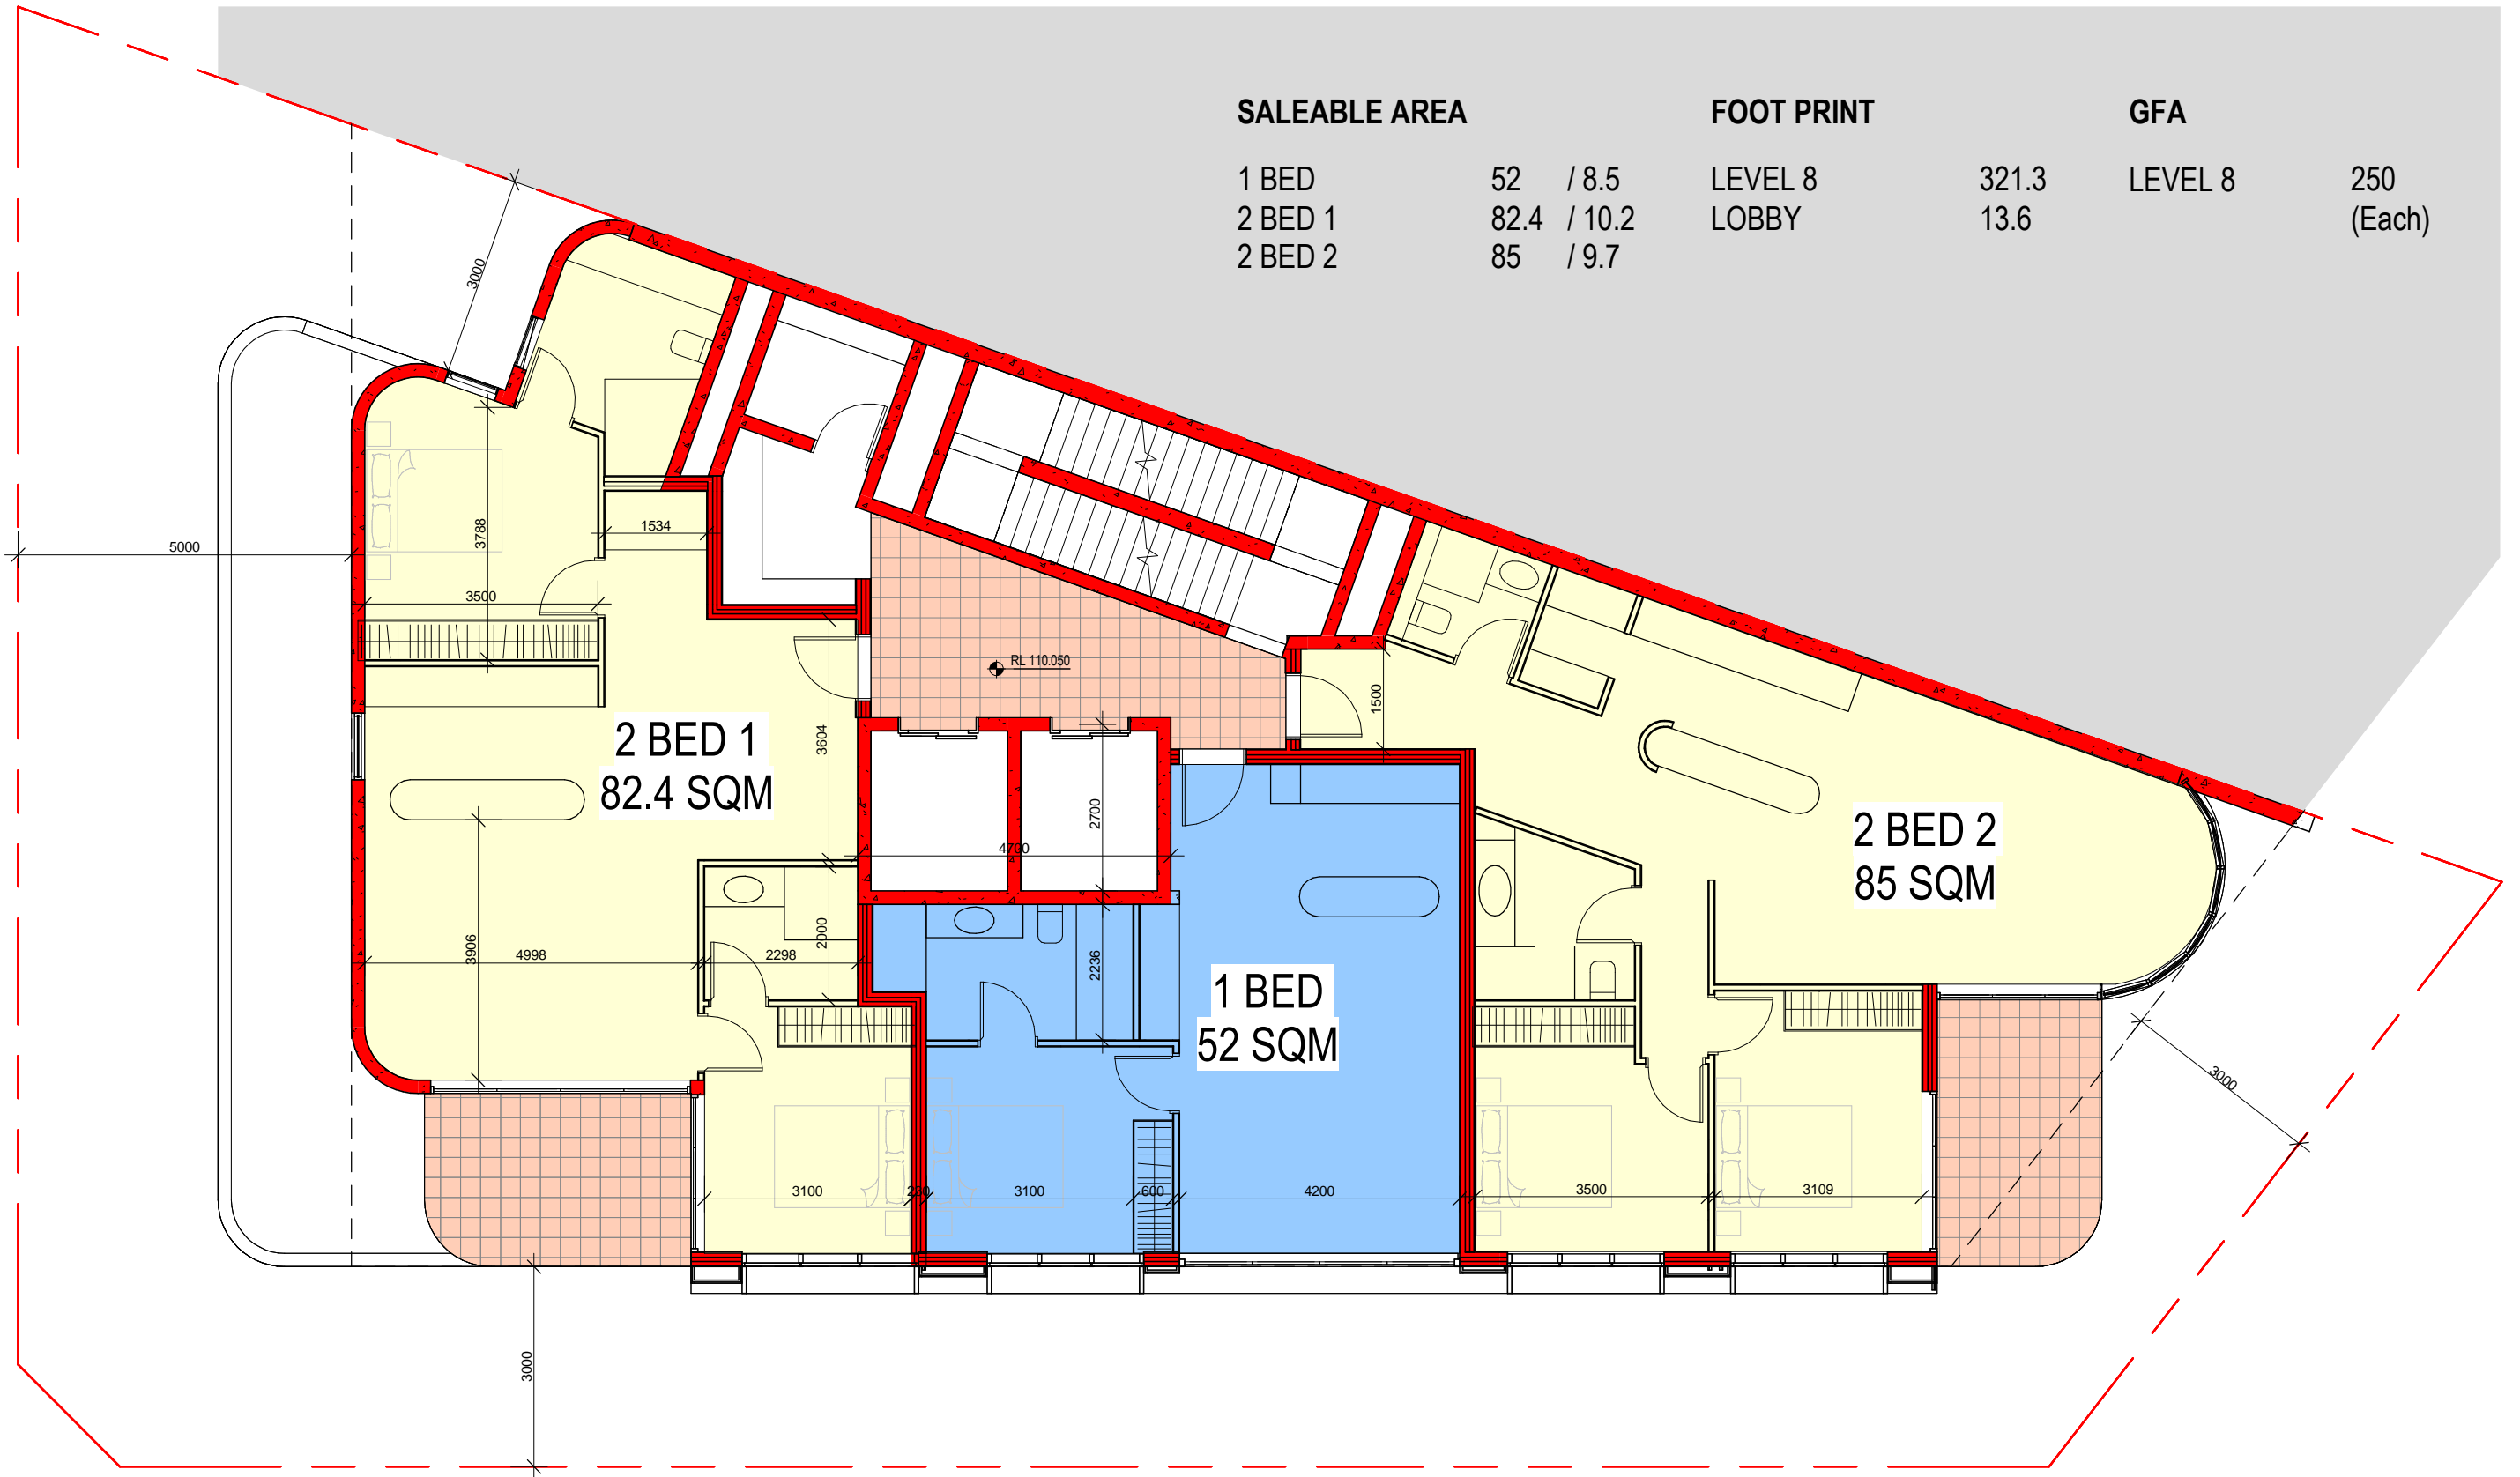 SALEABLE AREA FOOT PRINT GFA
1 BED 52 / 8.5 LEVEL 8 321.3 LEVEL 8 250
2 BED 1 82.4 / 10.2 LOBBY 13.6 (Each)
2 BED 2 85 / 9.7
3000
1534
3788
5000
3500
RL 110.050
1500
2 BED 1
82.4 SQM
3604
2700
4700
2 BED 2
85 SQM
3906
4998
2298
2000
2236
1 BED
52 SQM
3000
3100
230
3100
600
4200
3500
3109
3000